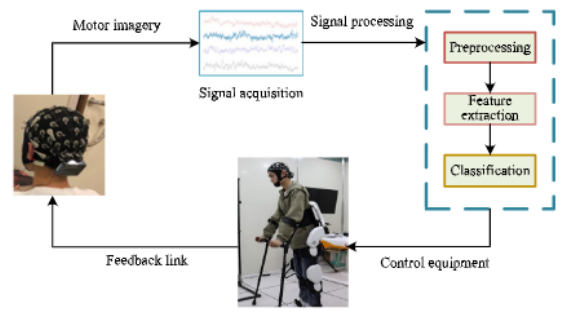 Motor imagery
Signal acquisition
Signal processing
Preprocessing
Feature
extraction
Classification
Control equipment
Feedback link